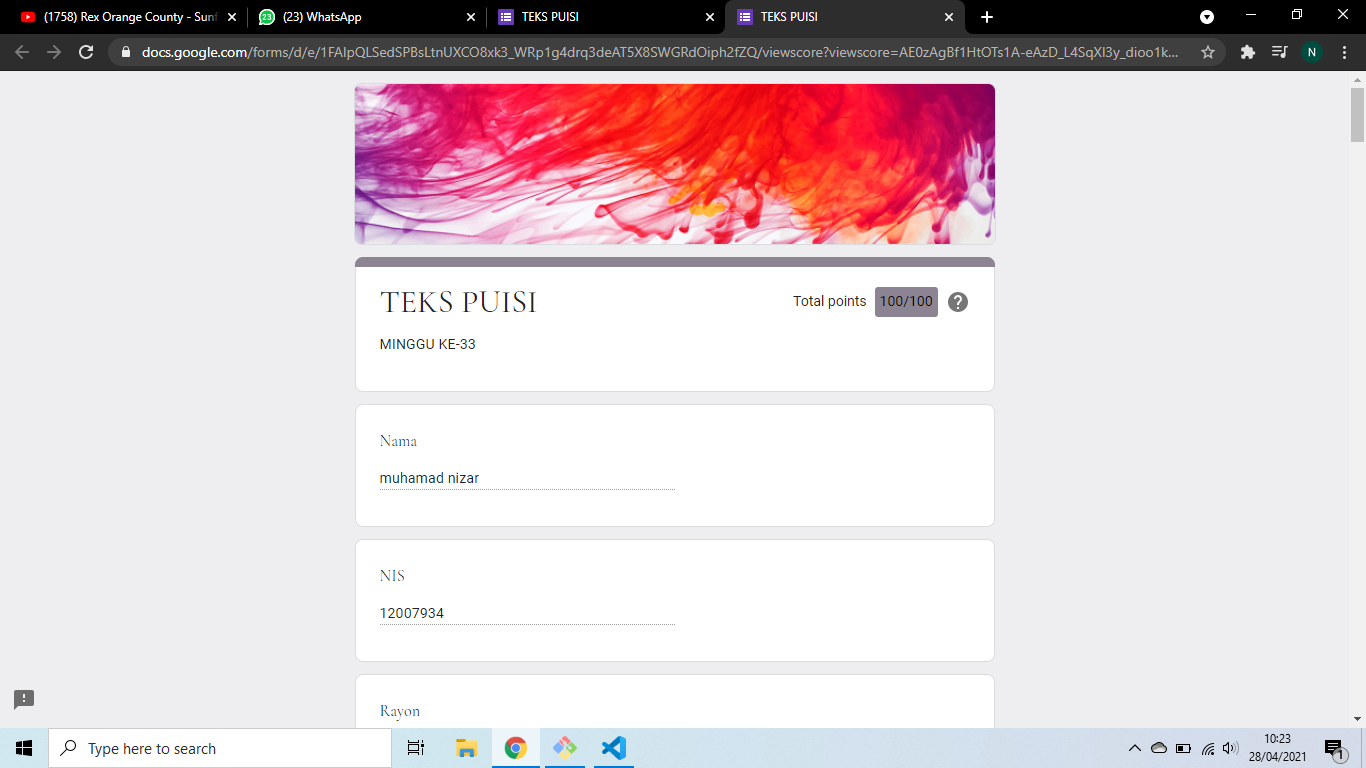 (1758) Rex Orange County - Sunf
(23) WhatsApp
TEKS PUISI
TEKS PUISI
docs.google.com/forms/d/e/1FAIpQLSedSPBsLtnUXCO8xk3_WRp1g4drq3deAT5X8SWGRdOiph2fZQ/viewscore?viewscore=AE0zAgBf1HtOTs1A-eAzD_L4SqXI3y_dioo1k...
N
TEKS PUISI
Total points 100/100
MINGGU KE-33
Nama
muhamad nizar
NIS
12007934
Rayon
Type here to search
10:23
28/04/2021
1